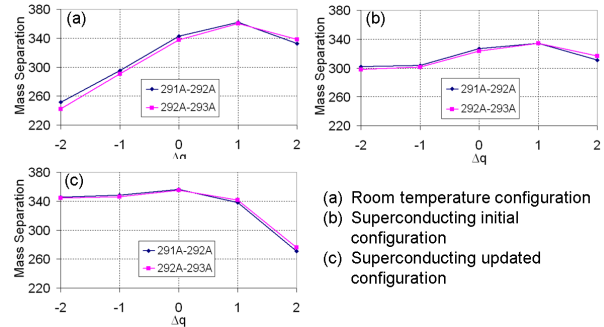 (a)
Mass Separation
380
340
300
260
220
291A-292A
292A-293A
-2 -1 0 1 2
Δq
(b)
Mass Separation
380
340
300
260
220
291A-292A
292A-293A
-2 -1 0 1 2
Δq
(c)
Mass Separation
380
340
300
260
220
291A-292A
292A-293A
-2 -1 0 1 2
Δq
(a) Room temperature configuration
(b) Superconducting initial
configuration
(c) Superconducting updated
configuration